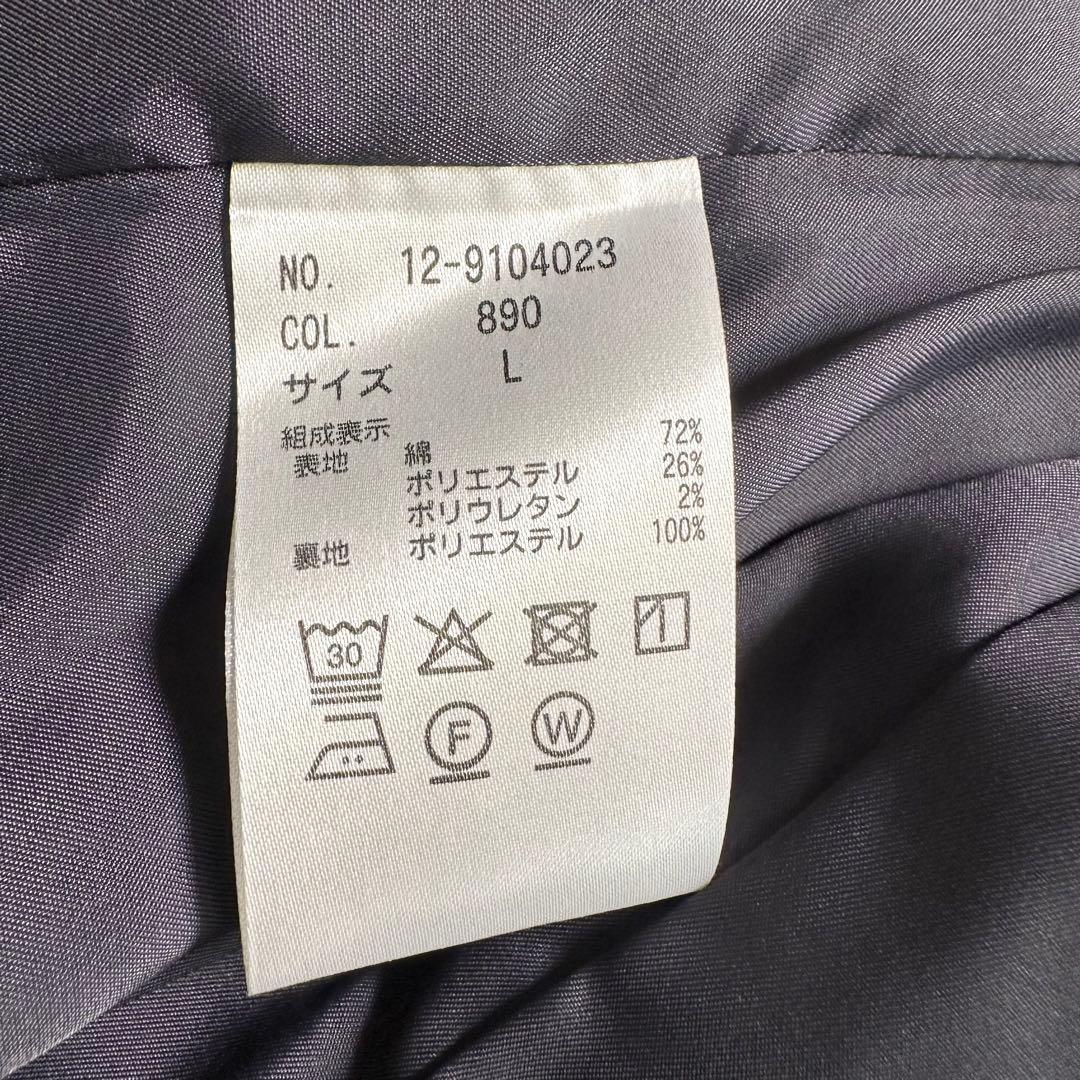 NO. 12-9104023
COL. 890
サイズ L
組成表示
表地 綿 72%
ポリエステル 26%
ポリウレタン 2%
裏地 ポリエステル 100%
30
F W